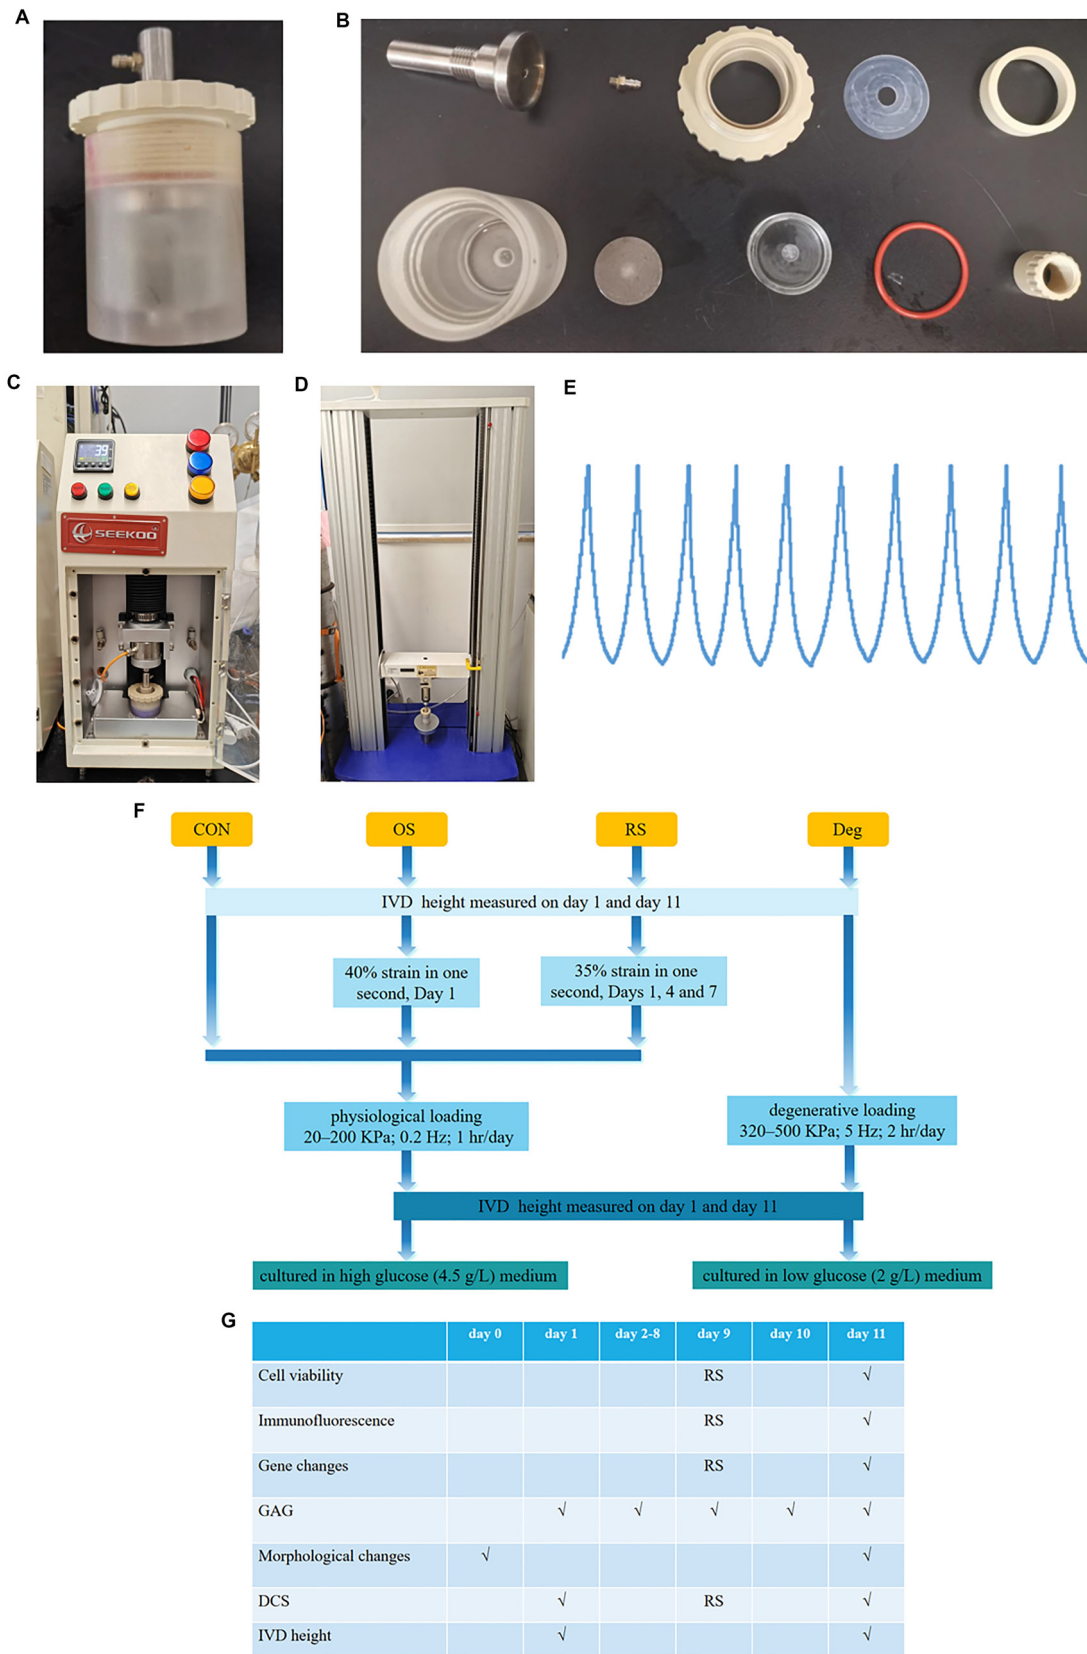 A
B
C
D
E
39
SEEKOO
F
CON
OS
RS
Deg
IVD height measured on day 1 and day 11
40% strain in one
second, Day 1
35% strain in one
second, Days 1, 4 and 7
physiological loading
20–200 KPa; 0.2 Hz; 1 hr/day
degenerative loading
320–500 KPa; 5 Hz; 2 hr/day
IVD height measured on day 1 and day 11
cultured in high glucose (4.5 g/L) medium
cultured in low glucose (2 g/L) medium
G
day 0 day 1 day 2-8 day 9 day 10 day 11
Cell viability RS √
Immunofluorescence RS √
Gene changes RS √
GAG √ √ √ √ √
Morphological changes √ √
DCS √ RS √
IVD height √ √